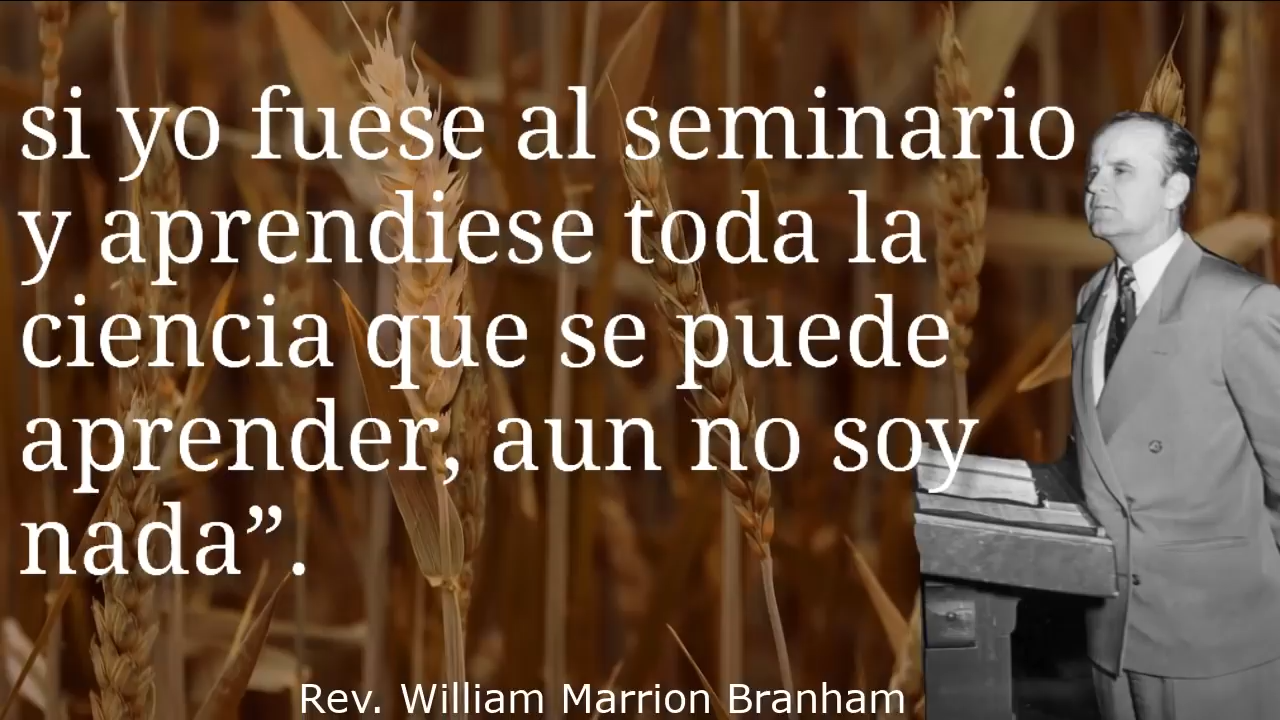 si yo fuese al seminario
y aprendiese toda la
ciencia que se puede
aprender, aun no soy
nada”.
Rev. William Marrion Branham